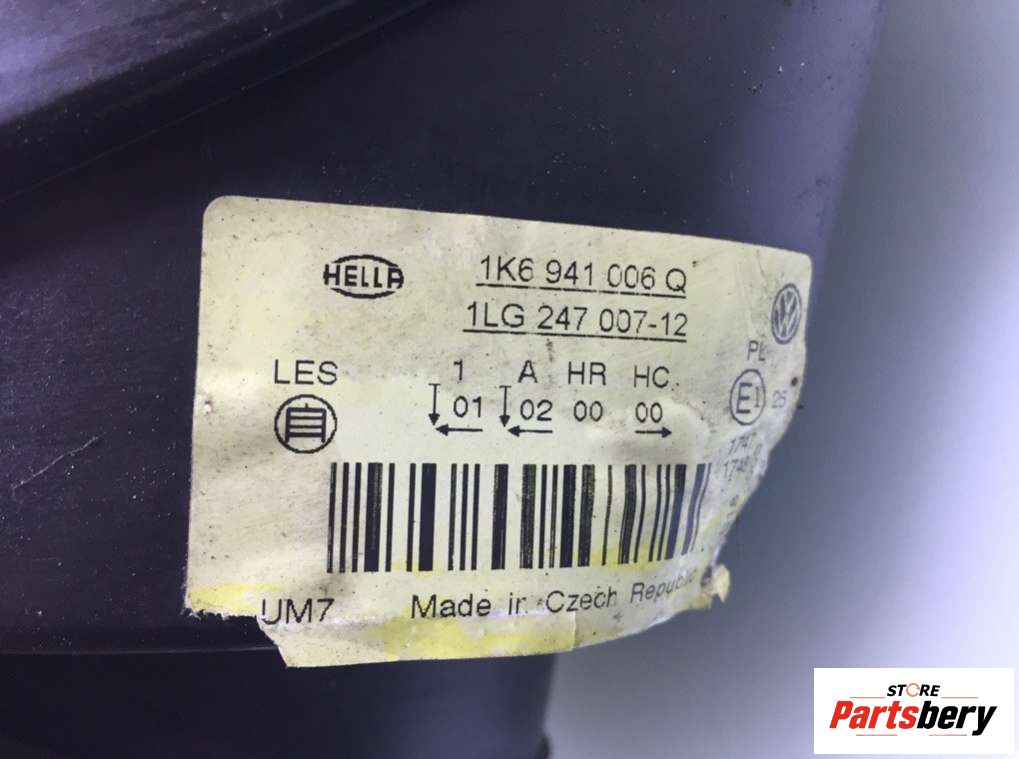 HELLA
1K6 941 006 Q
1LG 247 007-12
LES
1 A HR HC
01 02 00 00
PL
E1 25
UM7 Made in Czech Republic
STORE
Partsbery